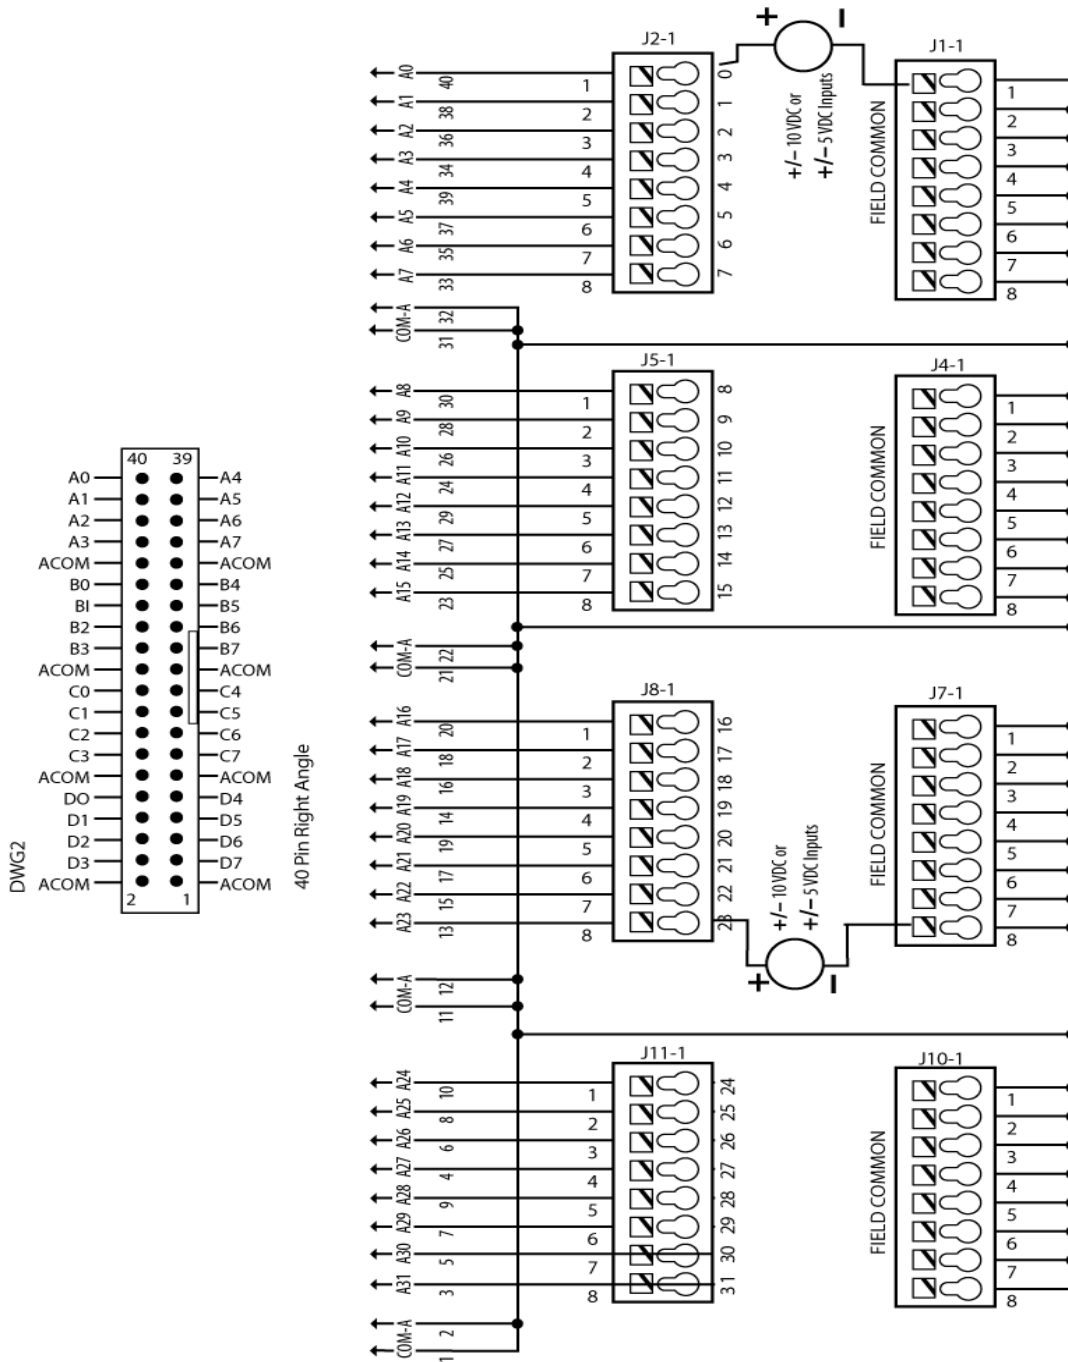 DWG2
40 39
A0 A4
A1 A5
A2 A6
A3 A7
ACOM ACOM
B0 B4
BI B5
B2 B6
B3 B7
ACOM ACOM
C0 C4
C1 C5
C2 C6
C3 C7
ACOM ACOM
DO D4
D1 D5
D2 D6
D3 D7
ACOM ACOM
2 1
40 Pin Right Angle
J2-1
A0 40 1 0
A1 38 2 1
A2 36 3 2
A3 34 4 3
A4 39 5 4
A5 37 6 5
A6 35 7 6
A7 33 8 7
COM-A 32
31
+ −
+/− 10 VDC or
+/− 5 VDC Inputs
J1-1
FIELD COMMON
1
2
3
4
5
6
7
8
J5-1
A8 30 1 8
A9 28 2 9
A10 26 3 10
A11 24 4 11
A12 29 5 12
A13 27 6 13
A14 25 7 14
A15 23 8 15
COM-A 22
21
J4-1
FIELD COMMON
1
2
3
4
5
6
7
8
J8-1
A16 20 1 16
A17 18 2 17
A18 16 3 18
A19 14 4 19
A20 19 5 20
A21 17 6 21
A22 15 7 22
A23 13 8 23
COM-A 12
11
+/− 10 VDC or
+/− 5 VDC Inputs
+ −
J7-1
FIELD COMMON
1
2
3
4
5
6
7
8
J11-1
A24 10 1 24
A25 8 2 25
A26 6 3 26
A27 4 4 27
A28 9 5 28
A29 7 6 29
A30 5 7 30
A31 3 8 31
COM-A 2
1
J10-1
FIELD COMMON
1
2
3
4
5
6
7
8